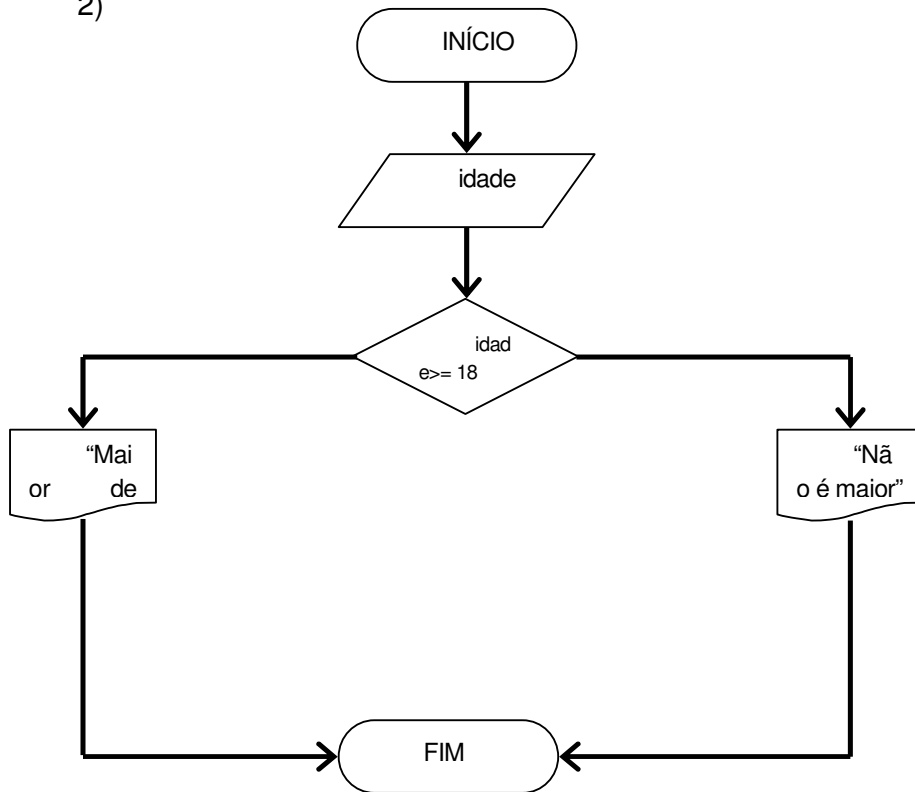 2)
INÍCIO
idade
idad
e>= 18
“Mai
or de
“Nã
o é maior”
FIM